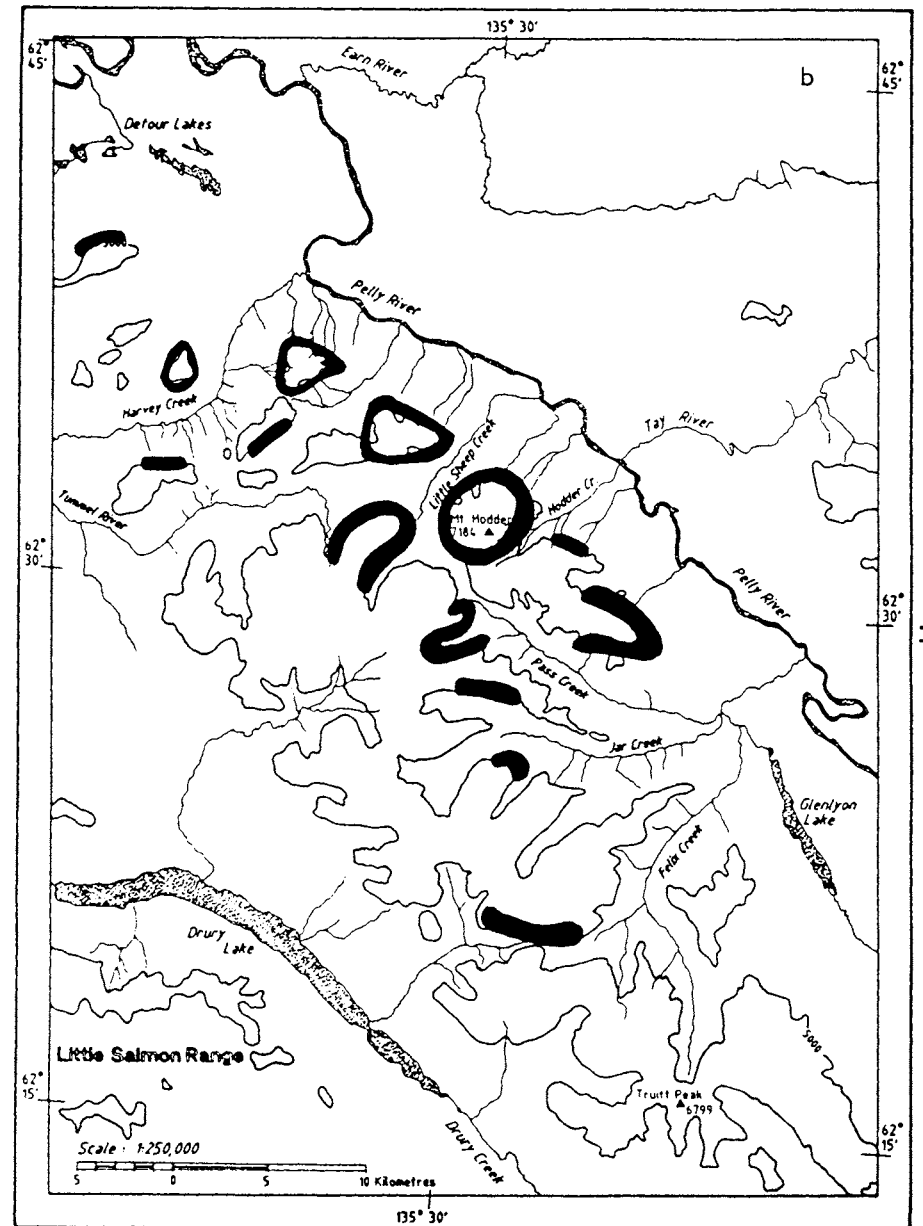 135° 30'
62°
45'
Earn River
b
62°
45'
Detour Lakes
5000
Pelly River
Harvey Creek
Tay River
Little Sheep Creek
Hodder Cr.
Mt Hodder
7184
Tummel River
62°
30'
Pelly River
62°
30'
Pass Creek
Jar Creek
Glenlyon
Lake
Felix Creek
Drury
Lake
5000
Little Salmon Range
62°
15'
Truitt Peak
6799
Scale : 1:250,000
Drury Creek
62°
15'
5 0 5 10 Kilometres
135° 30'